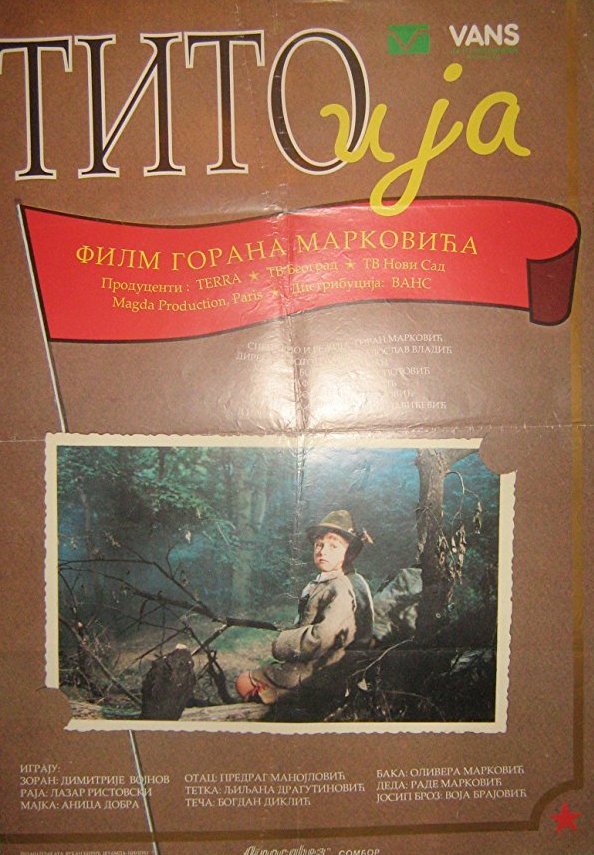 ТИТО и ја
VANS
ФИЛМ ГОРАНА МАРКОВИЋА
Продуценти : TERRA ★ ТВ Београд ★ ТВ Нови Сад
Magda Production, Paris ★ Дистрибуција: ВАНС
ГОРАН МАРКОВИЋ
ИГРАЈУ:
ЗОРАН: ДИМИТРИЈЕ ВОЈНОВ
РАЈА: ЛАЗАР РИСТОВСКИ
МАЈКА: АНИЦА ДОБРА
ОТАЦ: ПРЕДРАГ МАНОЈЛОВИЋ
ТЕТКА: ЉИЉАНА ДРАГУТИНОВИЋ
ТЕЧА: БОГДАН ДИКЛИЋ
БАКА: ОЛИВЕРА МАРКОВИЋ
ДЕДА: РАДЕ МАРКОВИЋ
ЈОСИП БРОЗ: ВОЈА БРАЈОВИЋ
СОМБОР